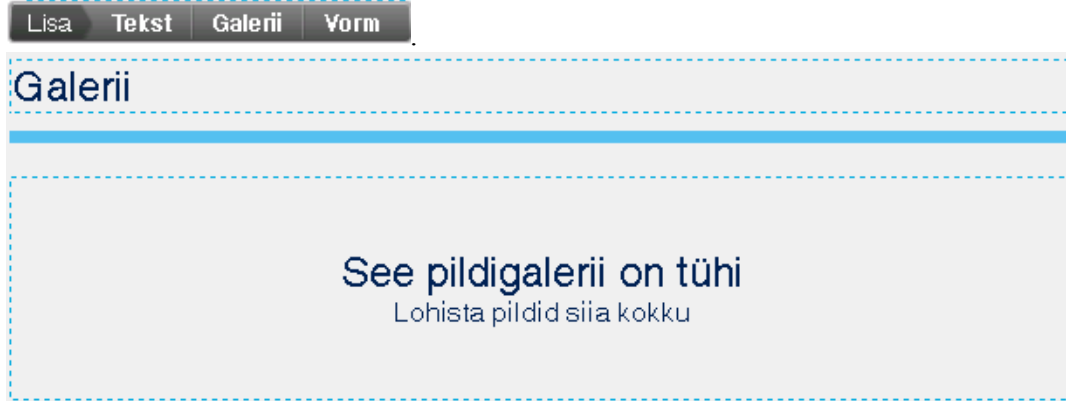 Lisa Tekst Galerii Vorm.
Galerii
See pildigalerii on tühi
Lohista pildid siia kokku